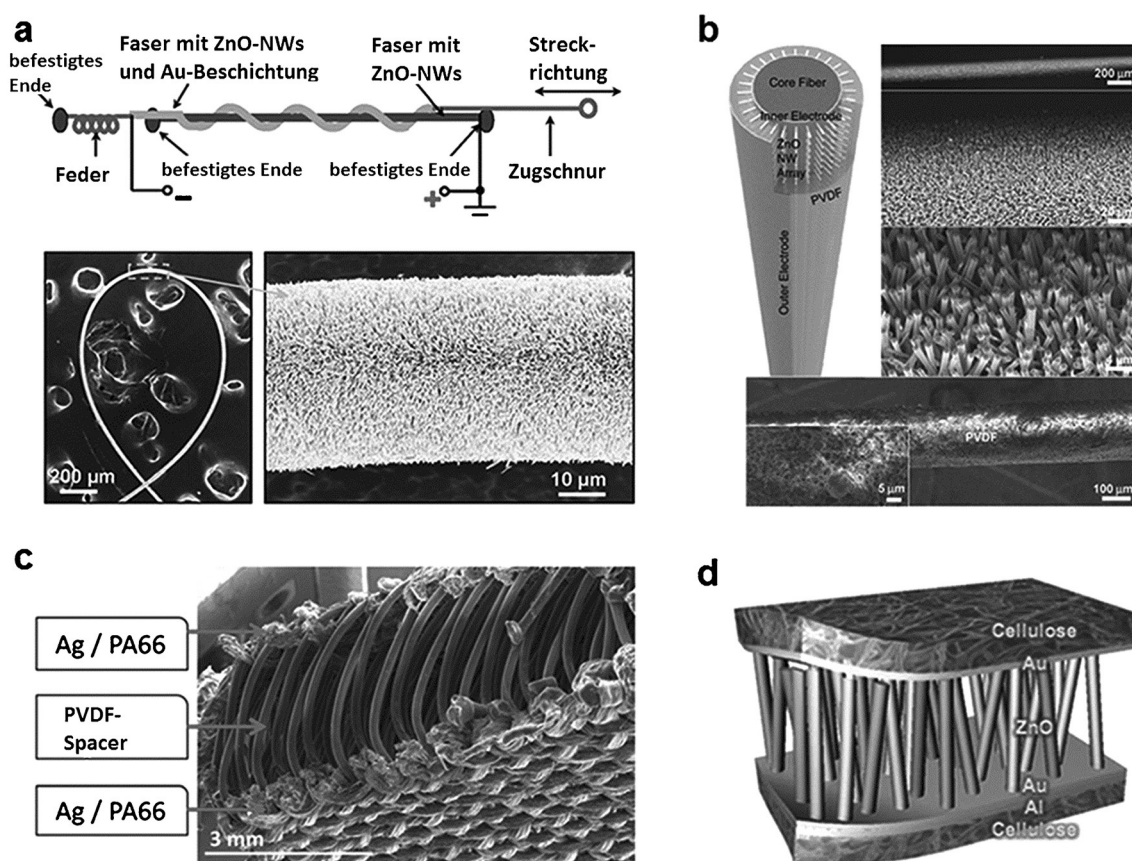 a
befestigtes
Ende
Faser mit ZnO-NWs
und Au-Beschichtung
Faser mit
ZnO-NWs
Streck-
richtung
Feder
befestigtes Ende
befestigtes Ende
Zugschnur
−
+
200 µm
10 µm
b
Core Fiber
Inner Electrode
ZnO
NW
Array
PVDF
Outer Electrode
200 µm
PVDF
5 µm
100 µm
c
Ag / PA66
PVDF-
Spacer
Ag / PA66
3 mm
d
Cellulose
Au
ZnO
Au
Al
Cellulose